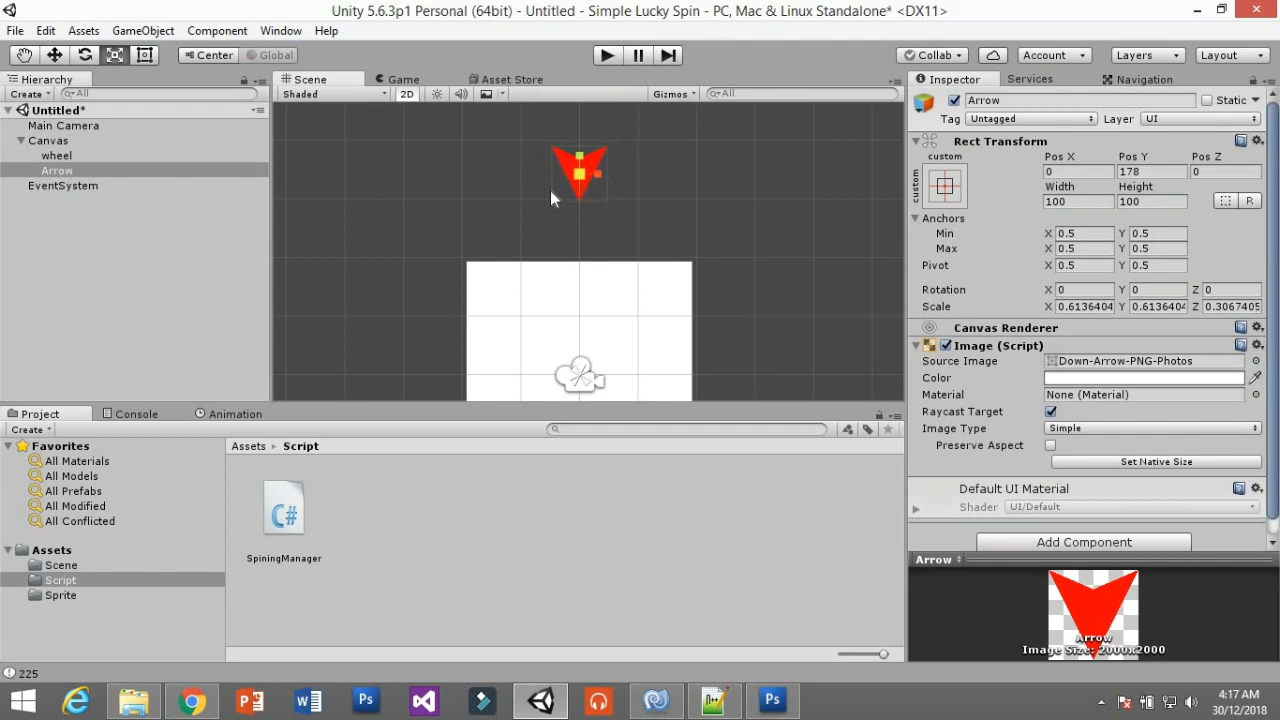 Unity 5.6.3p1 Personal (64bit) - Untitled - Simple Lucky Spin - PC, Mac & Linux Standalone* <DX11>
File Edit Assets GameObject Component Window Help
Center Global Collab Account Layers Layout
Hierarchy
Create All
Untitled*
Main Camera
Canvas
wheel
Arrow
EventSystem
Scene Game Asset Store
Shaded 2D Gizmos All
Inspector Services Navigation
Arrow Static
Tag Untagged Layer UI
Rect Transform
custom Pos X Pos Y Pos Z
custom 0 178 0
Width Height
100 100 R
Anchors
Min X 0.5 Y 0.5
Max X 0.5 Y 0.5
Pivot X 0.5 Y 0.5
Rotation X 0 Y 0 Z 0
Scale X 0.6136404 Y 0.6136404 Z 0.3067405
Canvas Renderer
Image (Script)
Source Image Down-Arrow-PNG-Photos
Color
Material None (Material)
Raycast Target
Image Type Simple
Preserve Aspect
Set Native Size
Default UI Material
Shader UI/Default
Add Component
Arrow
Arrow
Image Size: 2000x2000
Project Console Animation
Create
Favorites
All Materials
All Models
All Prefabs
All Modified
All Conflicted
Assets
Scene
Script
Sprite
Assets Script
C#
SpiningManager
225
4:17 AM
30/12/2018